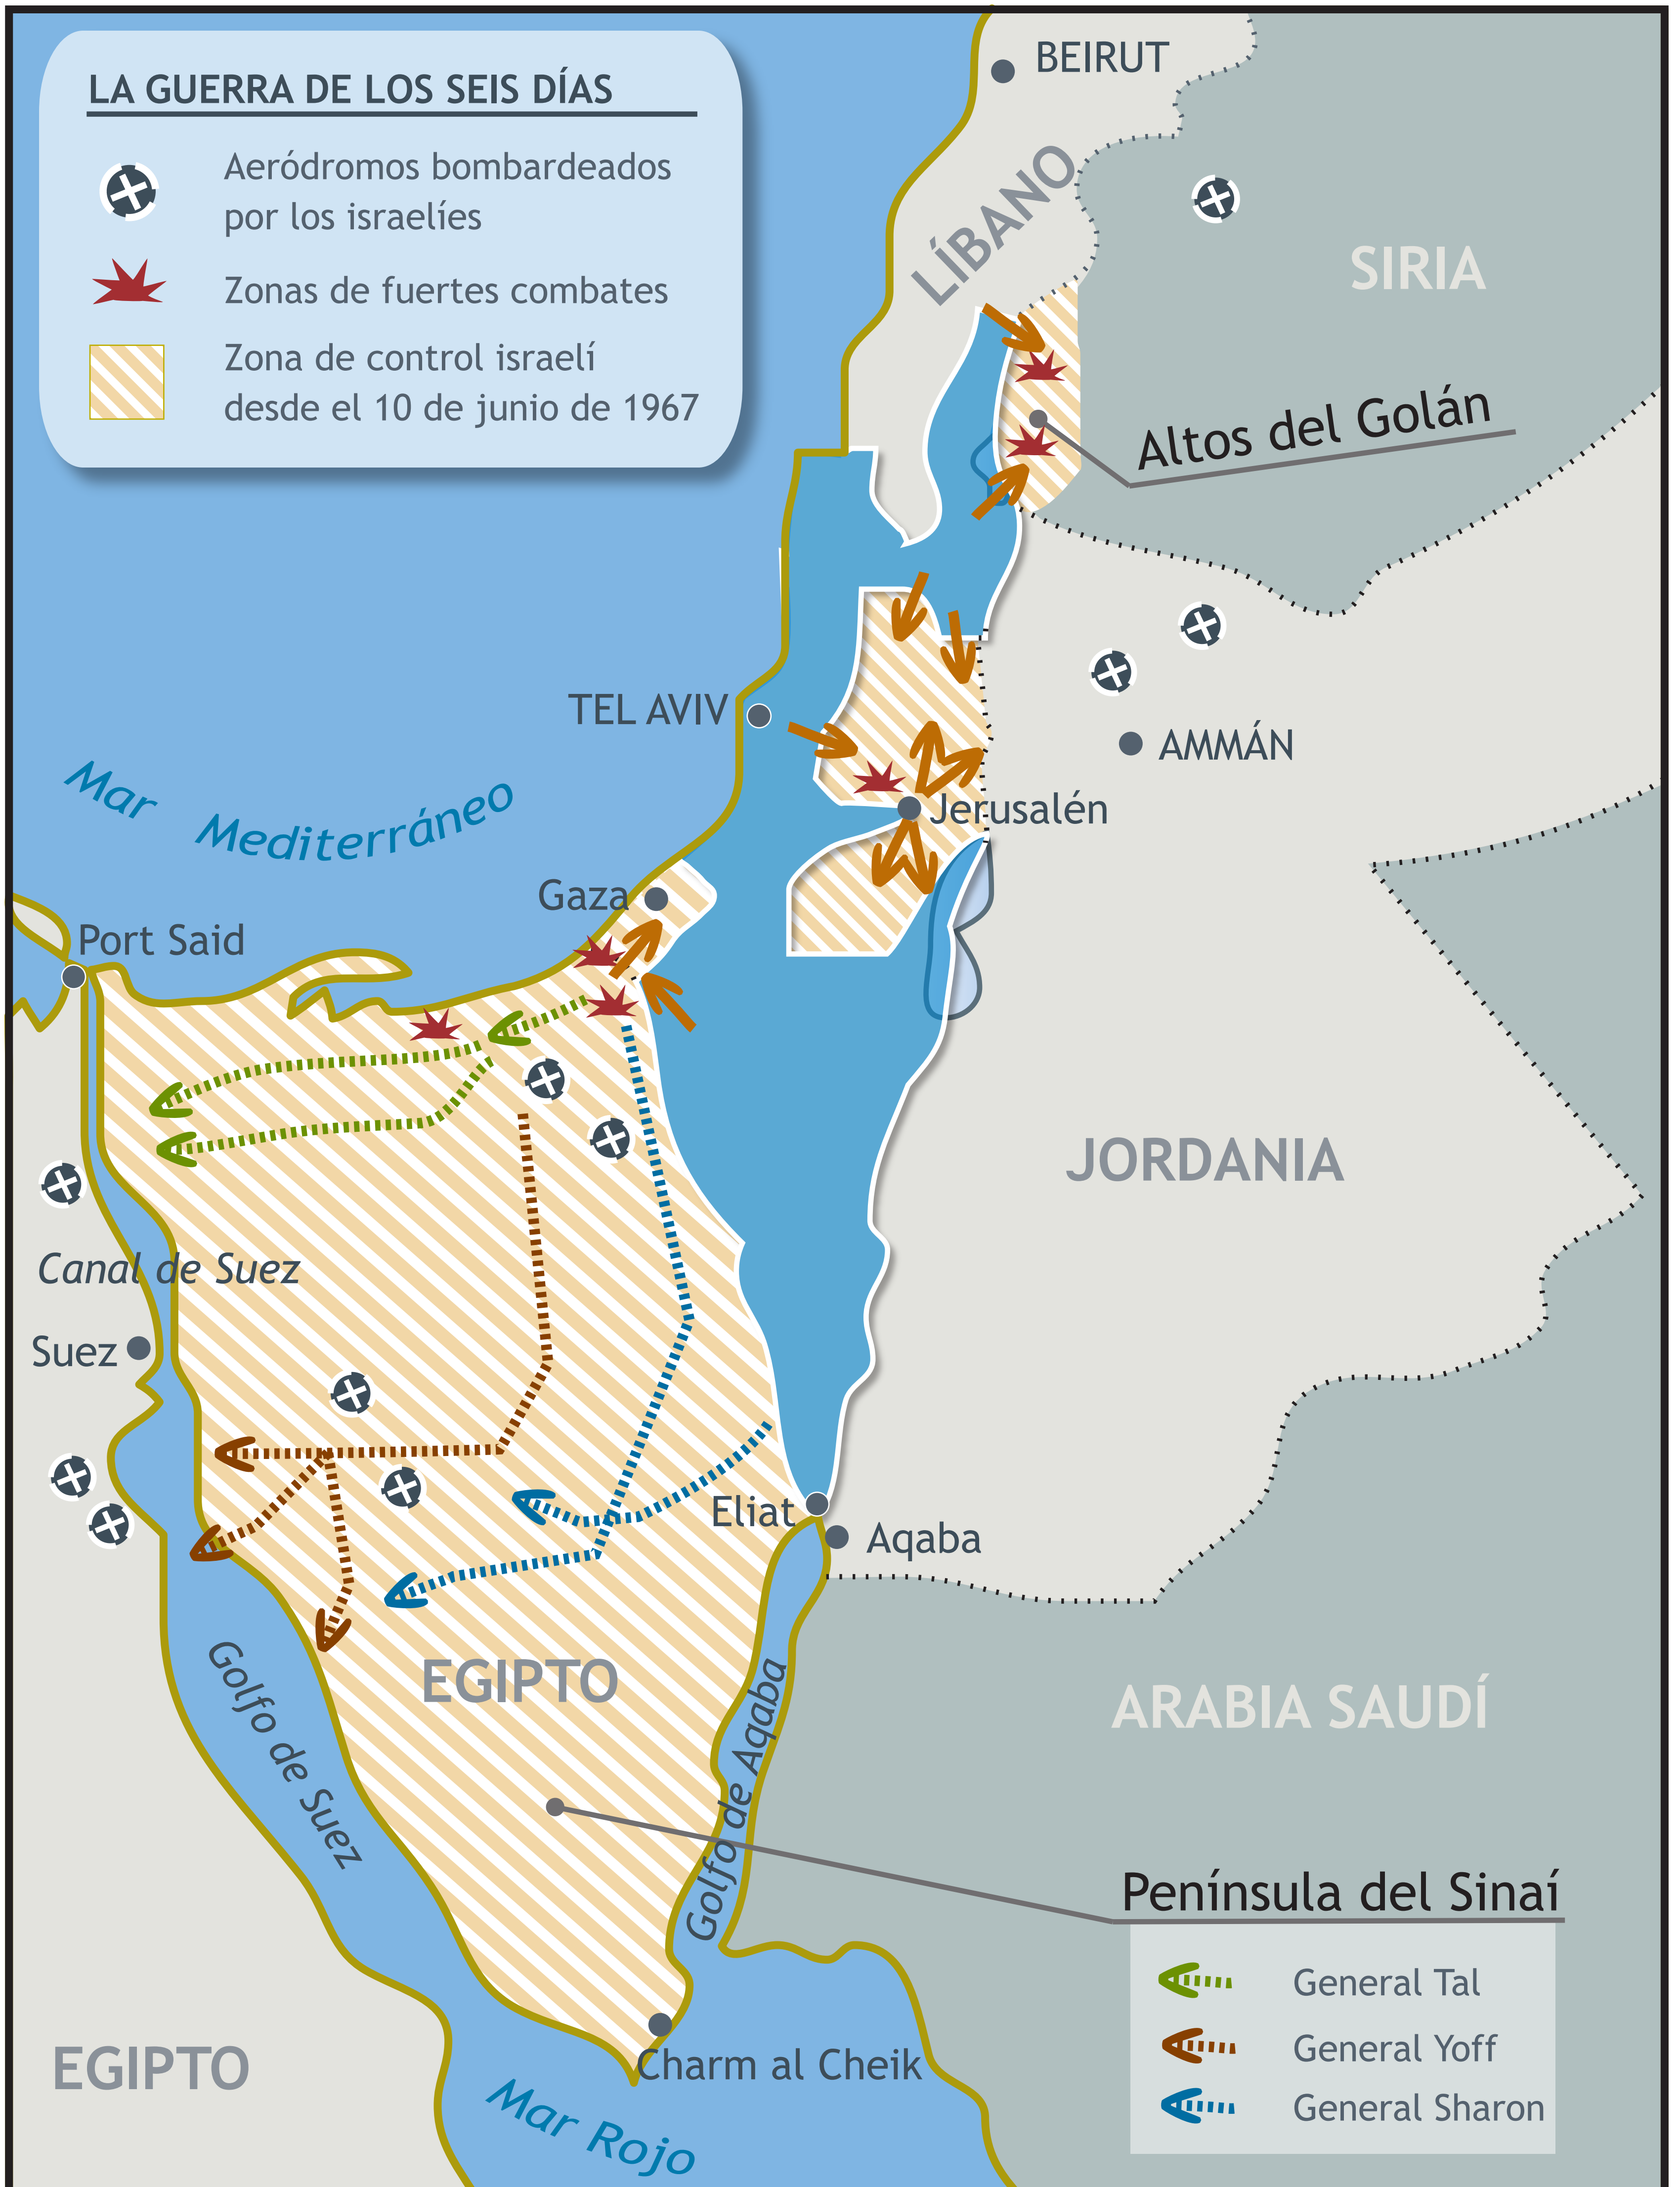 LA GUERRA DE LOS SEIS DÍAS
Aeródromos bombardeados
por los israelíes
Zonas de fuertes combates
Zona de control israelí
desde el 10 de junio de 1967
BEIRUT
LÍBANO
SIRIA
Altos del Golán
TEL AVIV
AMMÁN
Mar Mediterráneo
Jerusalén
Gaza
Port Said
JORDANIA
Canal de Suez
Suez
Eliat
Aqaba
EGIPTO
Golfo de Suez
Golfo de Aqaba
ARABIA SAUDÍ
Península del Sinaí
General Tal
General Yoff
General Sharon
EGIPTO
Charm al Cheik
Mar Rojo